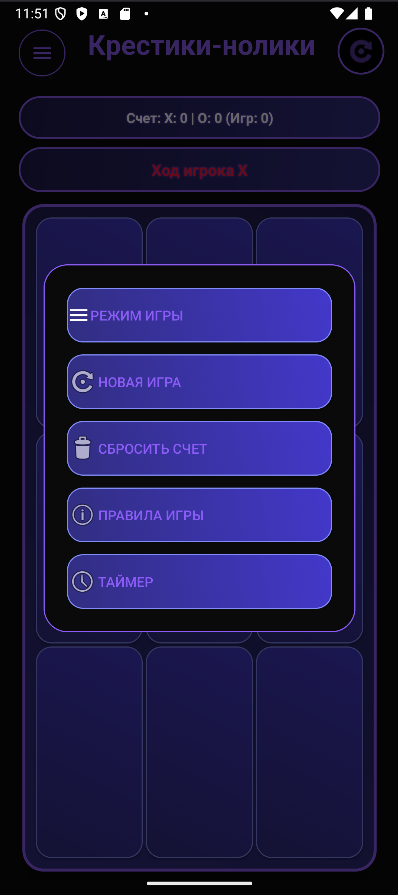 11:51
Крестики-нолики
Счет: X: 0 | O: 0 (Игр: 0)
Ход игрока X
РЕЖИМ ИГРЫ
НОВАЯ ИГРА
СБРОСИТЬ СЧЕТ
ПРАВИЛА ИГРЫ
ТАЙМЕР